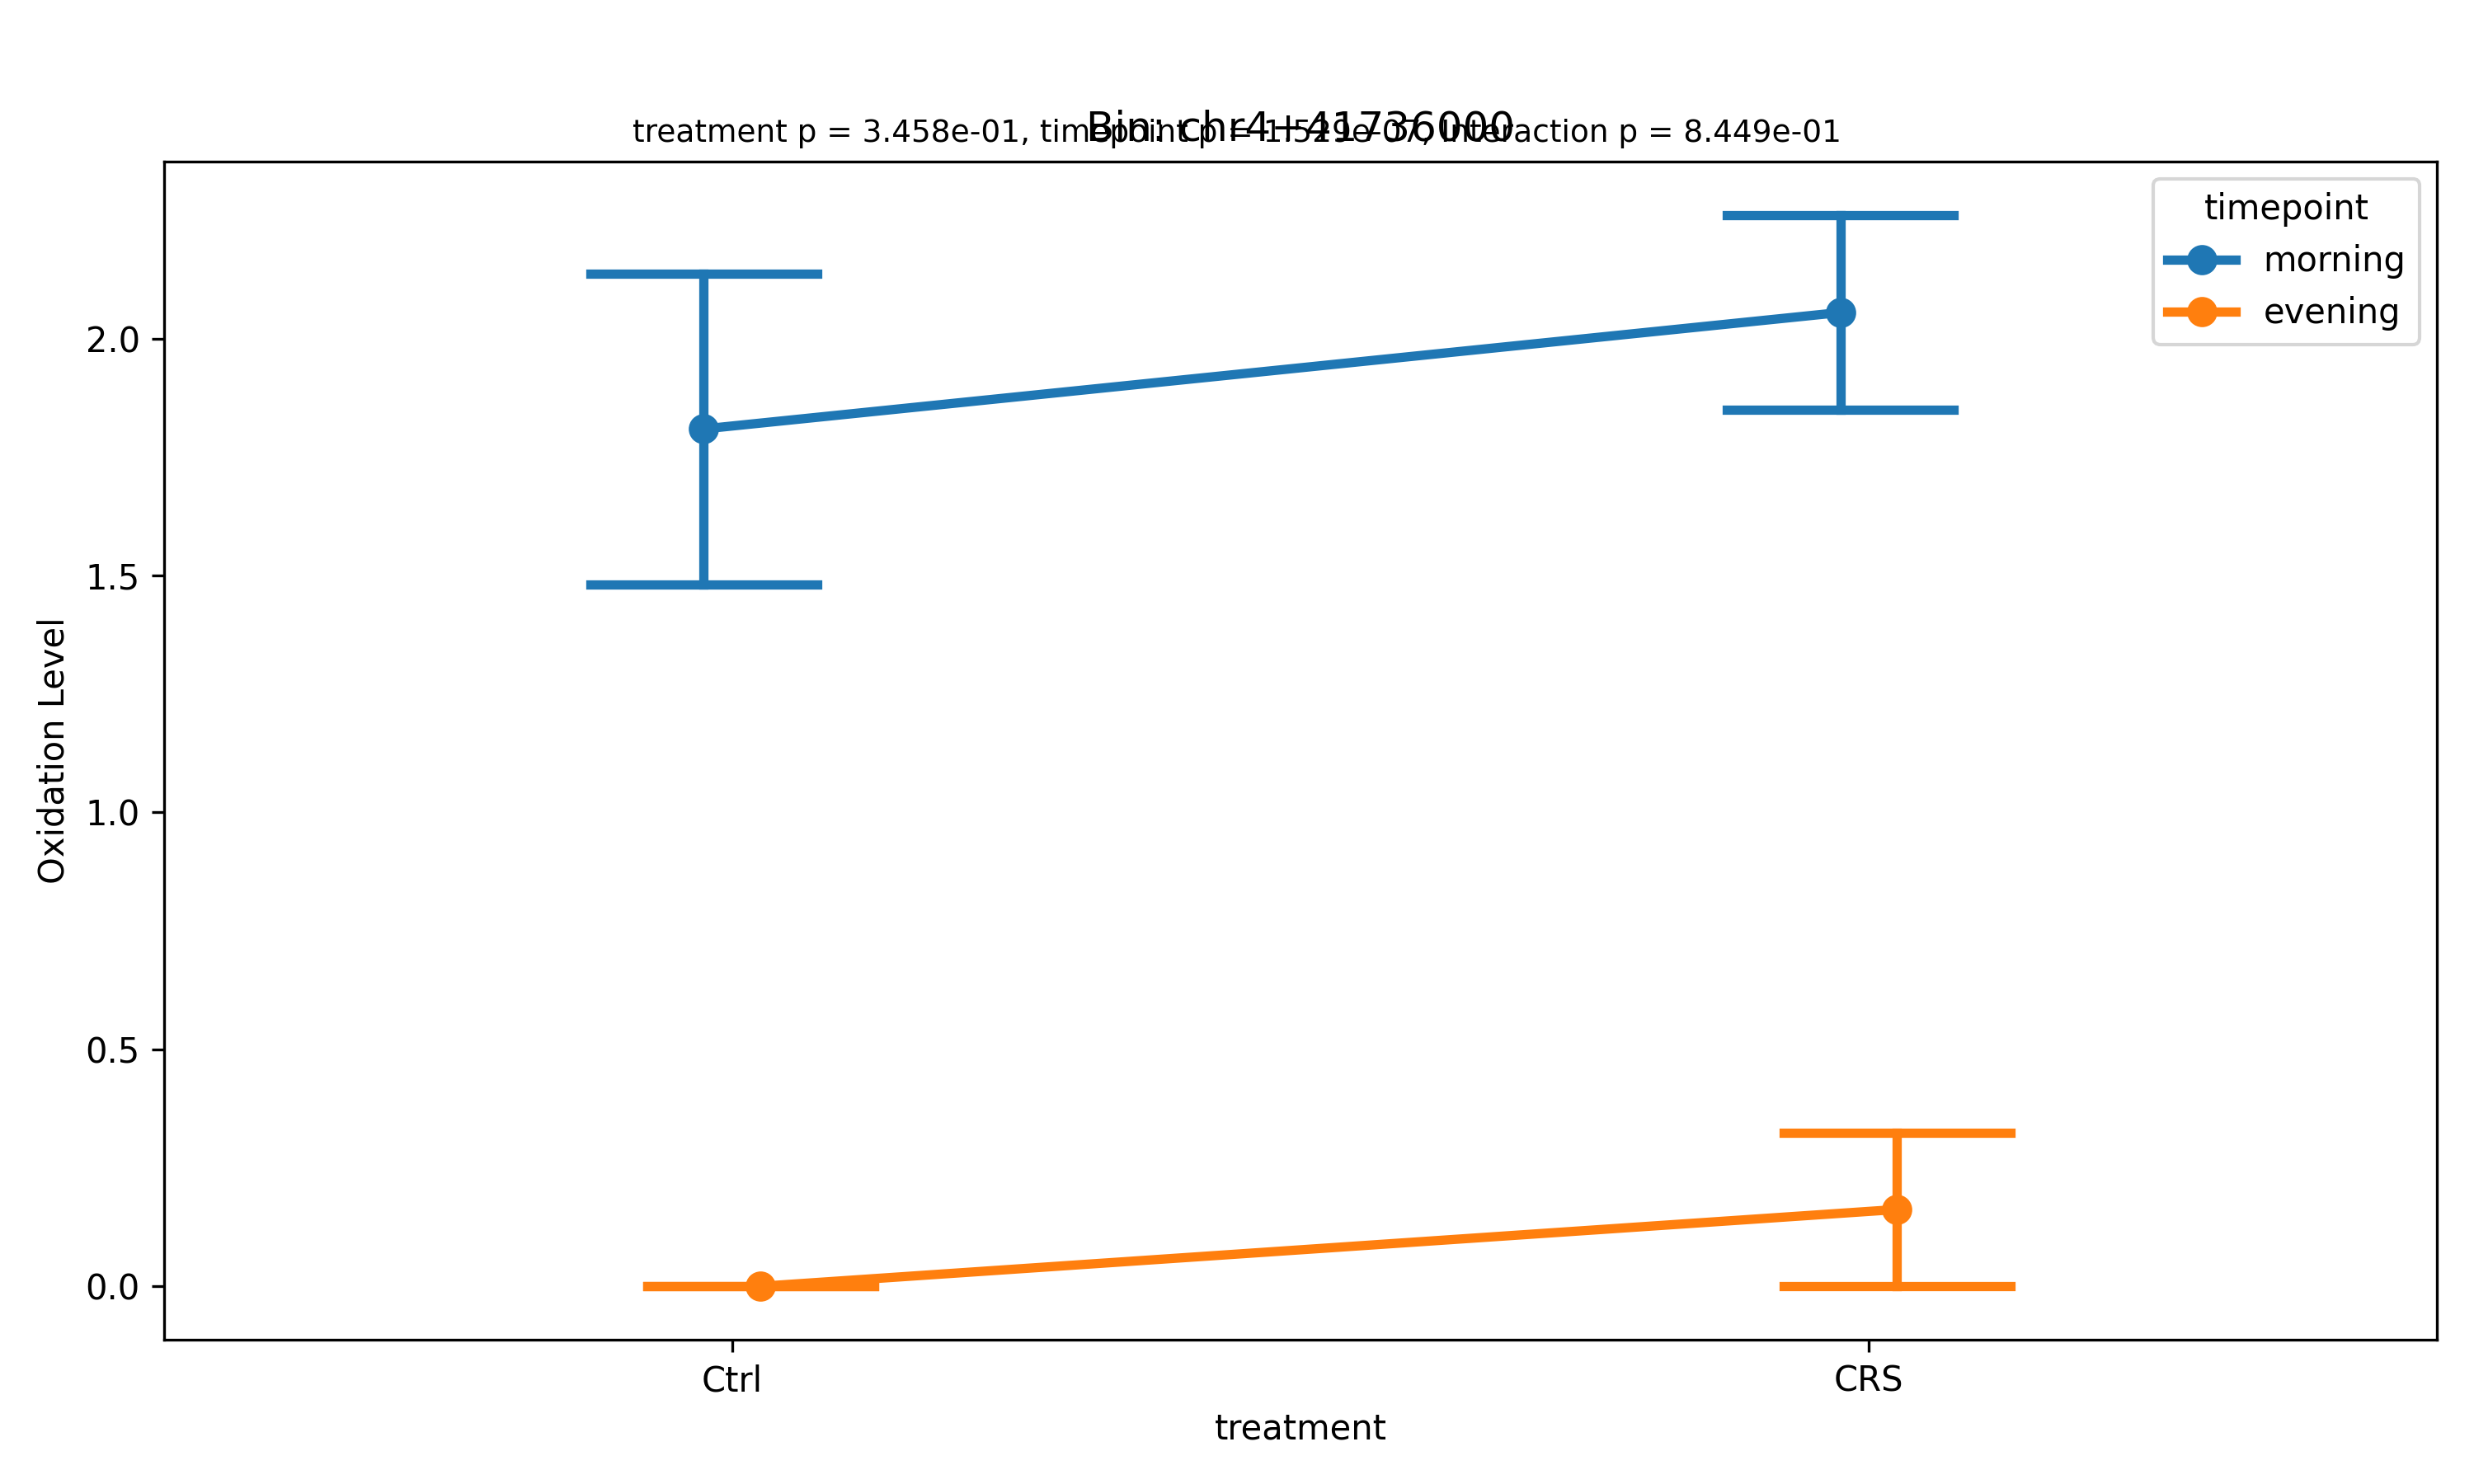 Bin: chr4+41736000
treatment p = 3.458e-01, timepoint p = 1.529e-07, interaction p = 8.449e-01
timepoint
morning
evening
2.0
1.5
1.0
0.5
0.0
Oxidation Level
Ctrl
CRS
treatment